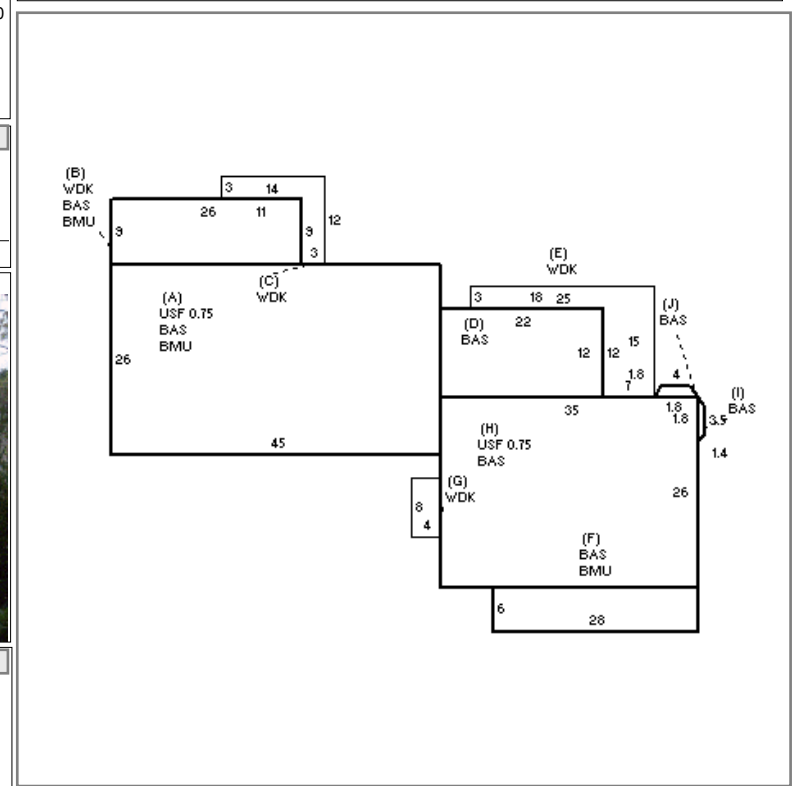 (B)
WDK
BAS
BMU
3 14
26 11
12
9
9
3
(C)
WDK
(A)
USF 0.75
BAS
BMU
26
45
(E)
WDK
3 18 25
(D)
BAS
22
12
12
15
1.8
7
(J)
BAS
4
(I)
BAS
1.8
1.8
3.5
1.4
35
(H)
USF 0.75
BAS
26
(G)
WDK
8
4
(F)
BAS
BMU
6
28